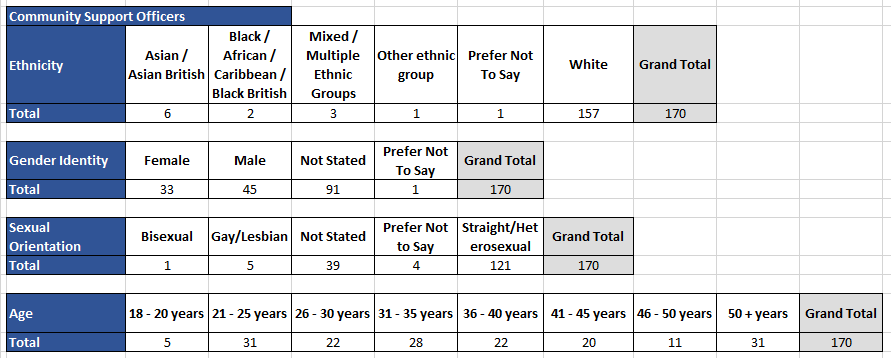 Community Support Officers
Ethnicity Asian / Asian British Black / African / Caribbean / Black British Mixed / Multiple Ethnic Groups Other ethnic group Prefer Not To Say White Grand Total
Total 6 2 3 1 1 157 170
Gender Identity Female Male Not Stated Prefer Not To Say Grand Total
Total 33 45 91 1 170
Sexual Orientation Bisexual Gay/Lesbian Not Stated Prefer Not to Say Straight/Heterosexual Grand Total
Total 1 5 39 4 121 170
Age 18 - 20 years 21 - 25 years 26 - 30 years 31 - 35 years 36 - 40 years 41 - 45 years 46 - 50 years 50 + years Grand Total
Total 5 31 22 28 22 20 11 31 170